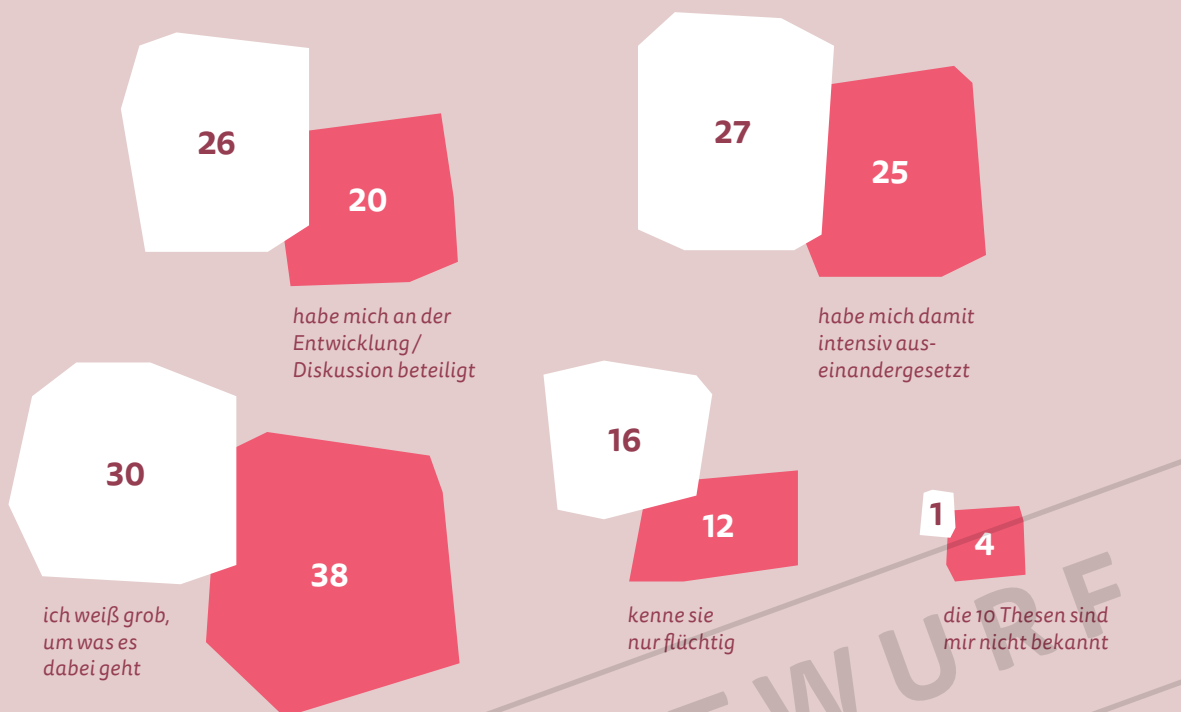 26
20
habe mich an der
Entwicklung /
Diskussion beteiligt
27
25
habe mich damit
intensiv aus-
einandergesetzt
30
38
ich weiß grob,
um was es
dabei geht
16
12
kenne sie
nur flüchtig
1
4
die 10 Thesen sind
mir nicht bekannt
TWURF